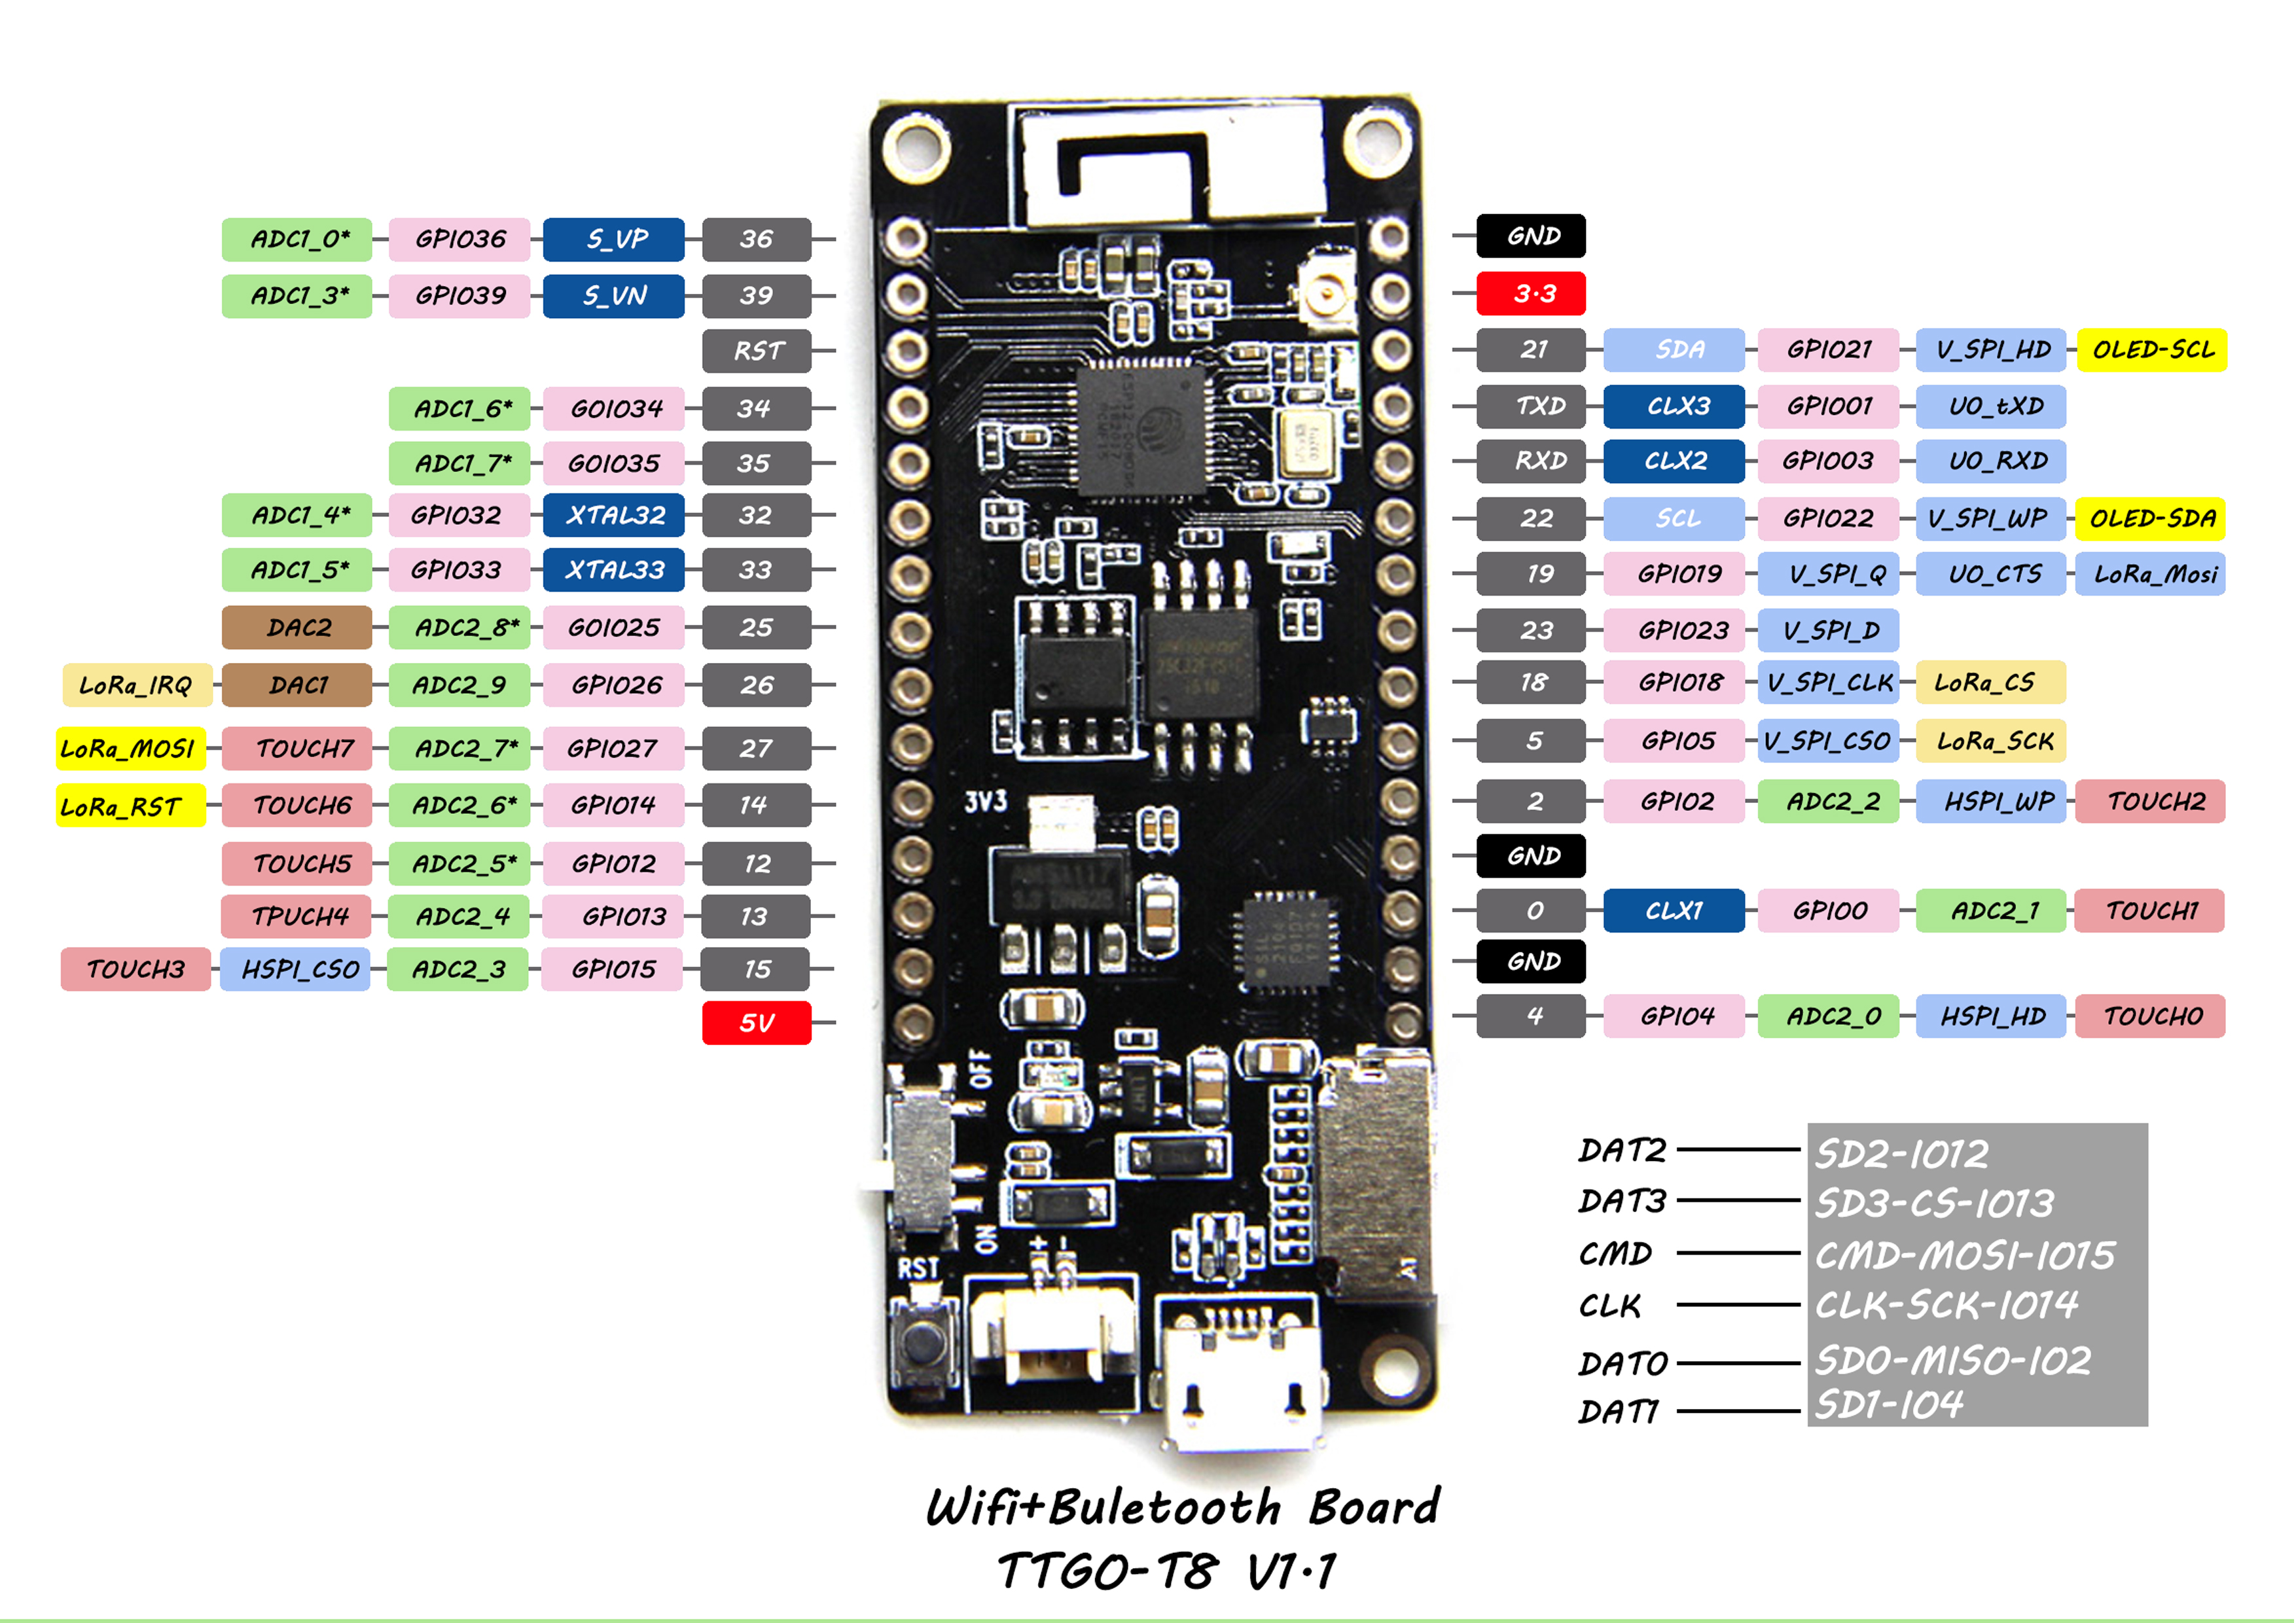 ADC1_0* GPIO36 S_VP 36
ADC1_3* GPIO39 S_VN 39
RST
ADC1_6* GOIO34 34
ADC1_7* GOIO35 35
ADC1_4* GPIO32 XTAL32 32
ADC1_5* GPIO33 XTAL33 33
DAC2 ADC2_8* GOIO25 25
LoRa_IRQ DAC1 ADC2_9 GPIO26 26
LoRa_MOSI TOUCH7 ADC2_7* GPIO27 27
LoRa_RST TOUCH6 ADC2_6* GPIO14 14
TOUCH5 ADC2_5* GPIO12 12
TPUCH4 ADC2_4 GPIO13 13
TOUCH3 HSPI_CSO ADC2_3 GPIO15 15
5V
3V3
OFF
ON
+ -
RST
GND
3.3
21 SDA GPIO21 V_SPI_HD OLED-SCL
TXD CLX3 GPIO01 UO_tXD
RXD CLX2 GPIO03 UO_RXD
22 SCL GPIO22 V_SPI_WP OLED-SDA
19 GPIO19 V_SPI_Q UO_CTS LoRa_Mosi
23 GPIO23 V_SPI_D
18 GPIO18 V_SPI_CLK LoRa_CS
5 GPIO5 V_SPI_CSO LoRa_SCK
2 GPIO2 ADC2_2 HSPI_WP TOUCH2
GND
0 CLX1 GPIO0 ADC2_1 TOUCH1
GND
4 GPIO4 ADC2_0 HSPI_HD TOUCH0
DAT2 SD2-IO12
DAT3 SD3-CS-IO13
CMD CMD-MOSI-IO15
CLK CLK-SCK-IO14
DAT0 SD0-MISO-IO2
DAT1 SD1-IO4
Wifi+Buletooth Board
TTGO-T8 V1.1